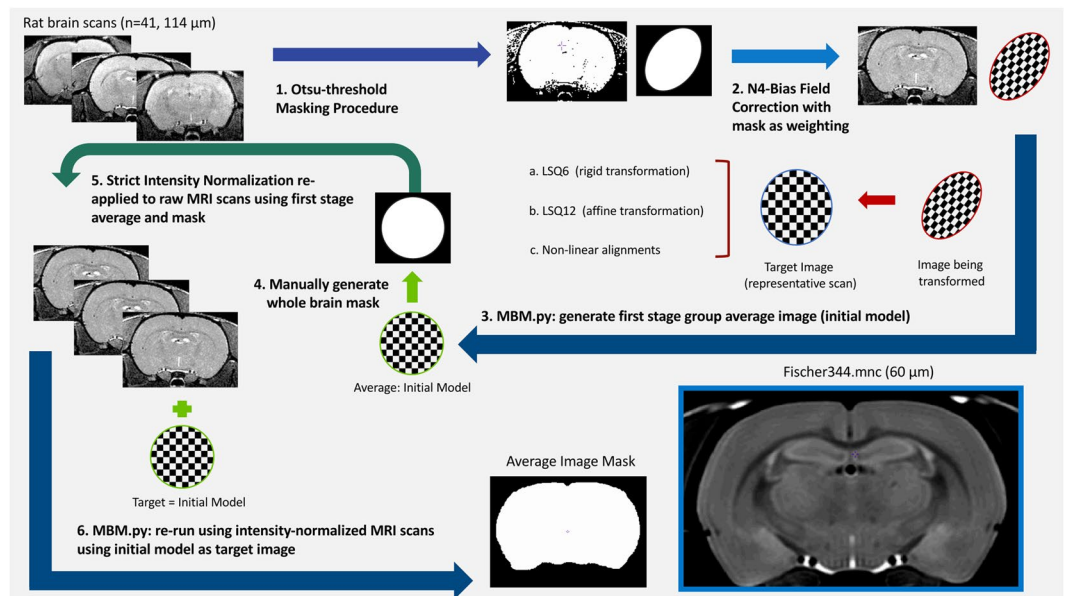 Rat brain scans (n=41, 114 µm)
1. Otsu-threshold
Masking Procedure
2. N4-Bias Field
Correction with
mask as weighting
a. LSQ6 (rigid transformation)
b. LSQ12 (affine transformation)
c. Non-linear alignments
Target Image
(representative scan)
Image being
transformed
3. MBM.py: generate first stage group average image (initial model)
4. Manually generate
whole brain mask
Average: Initial Model
5. Strict Intensity Normalization re-
applied to raw MRI scans using first stage
average and mask
Target = Initial Model
6. MBM.py: re-run using intensity-normalized MRI scans
using initial model as target image
Average Image Mask
Fischer344.mnc (60 µm)